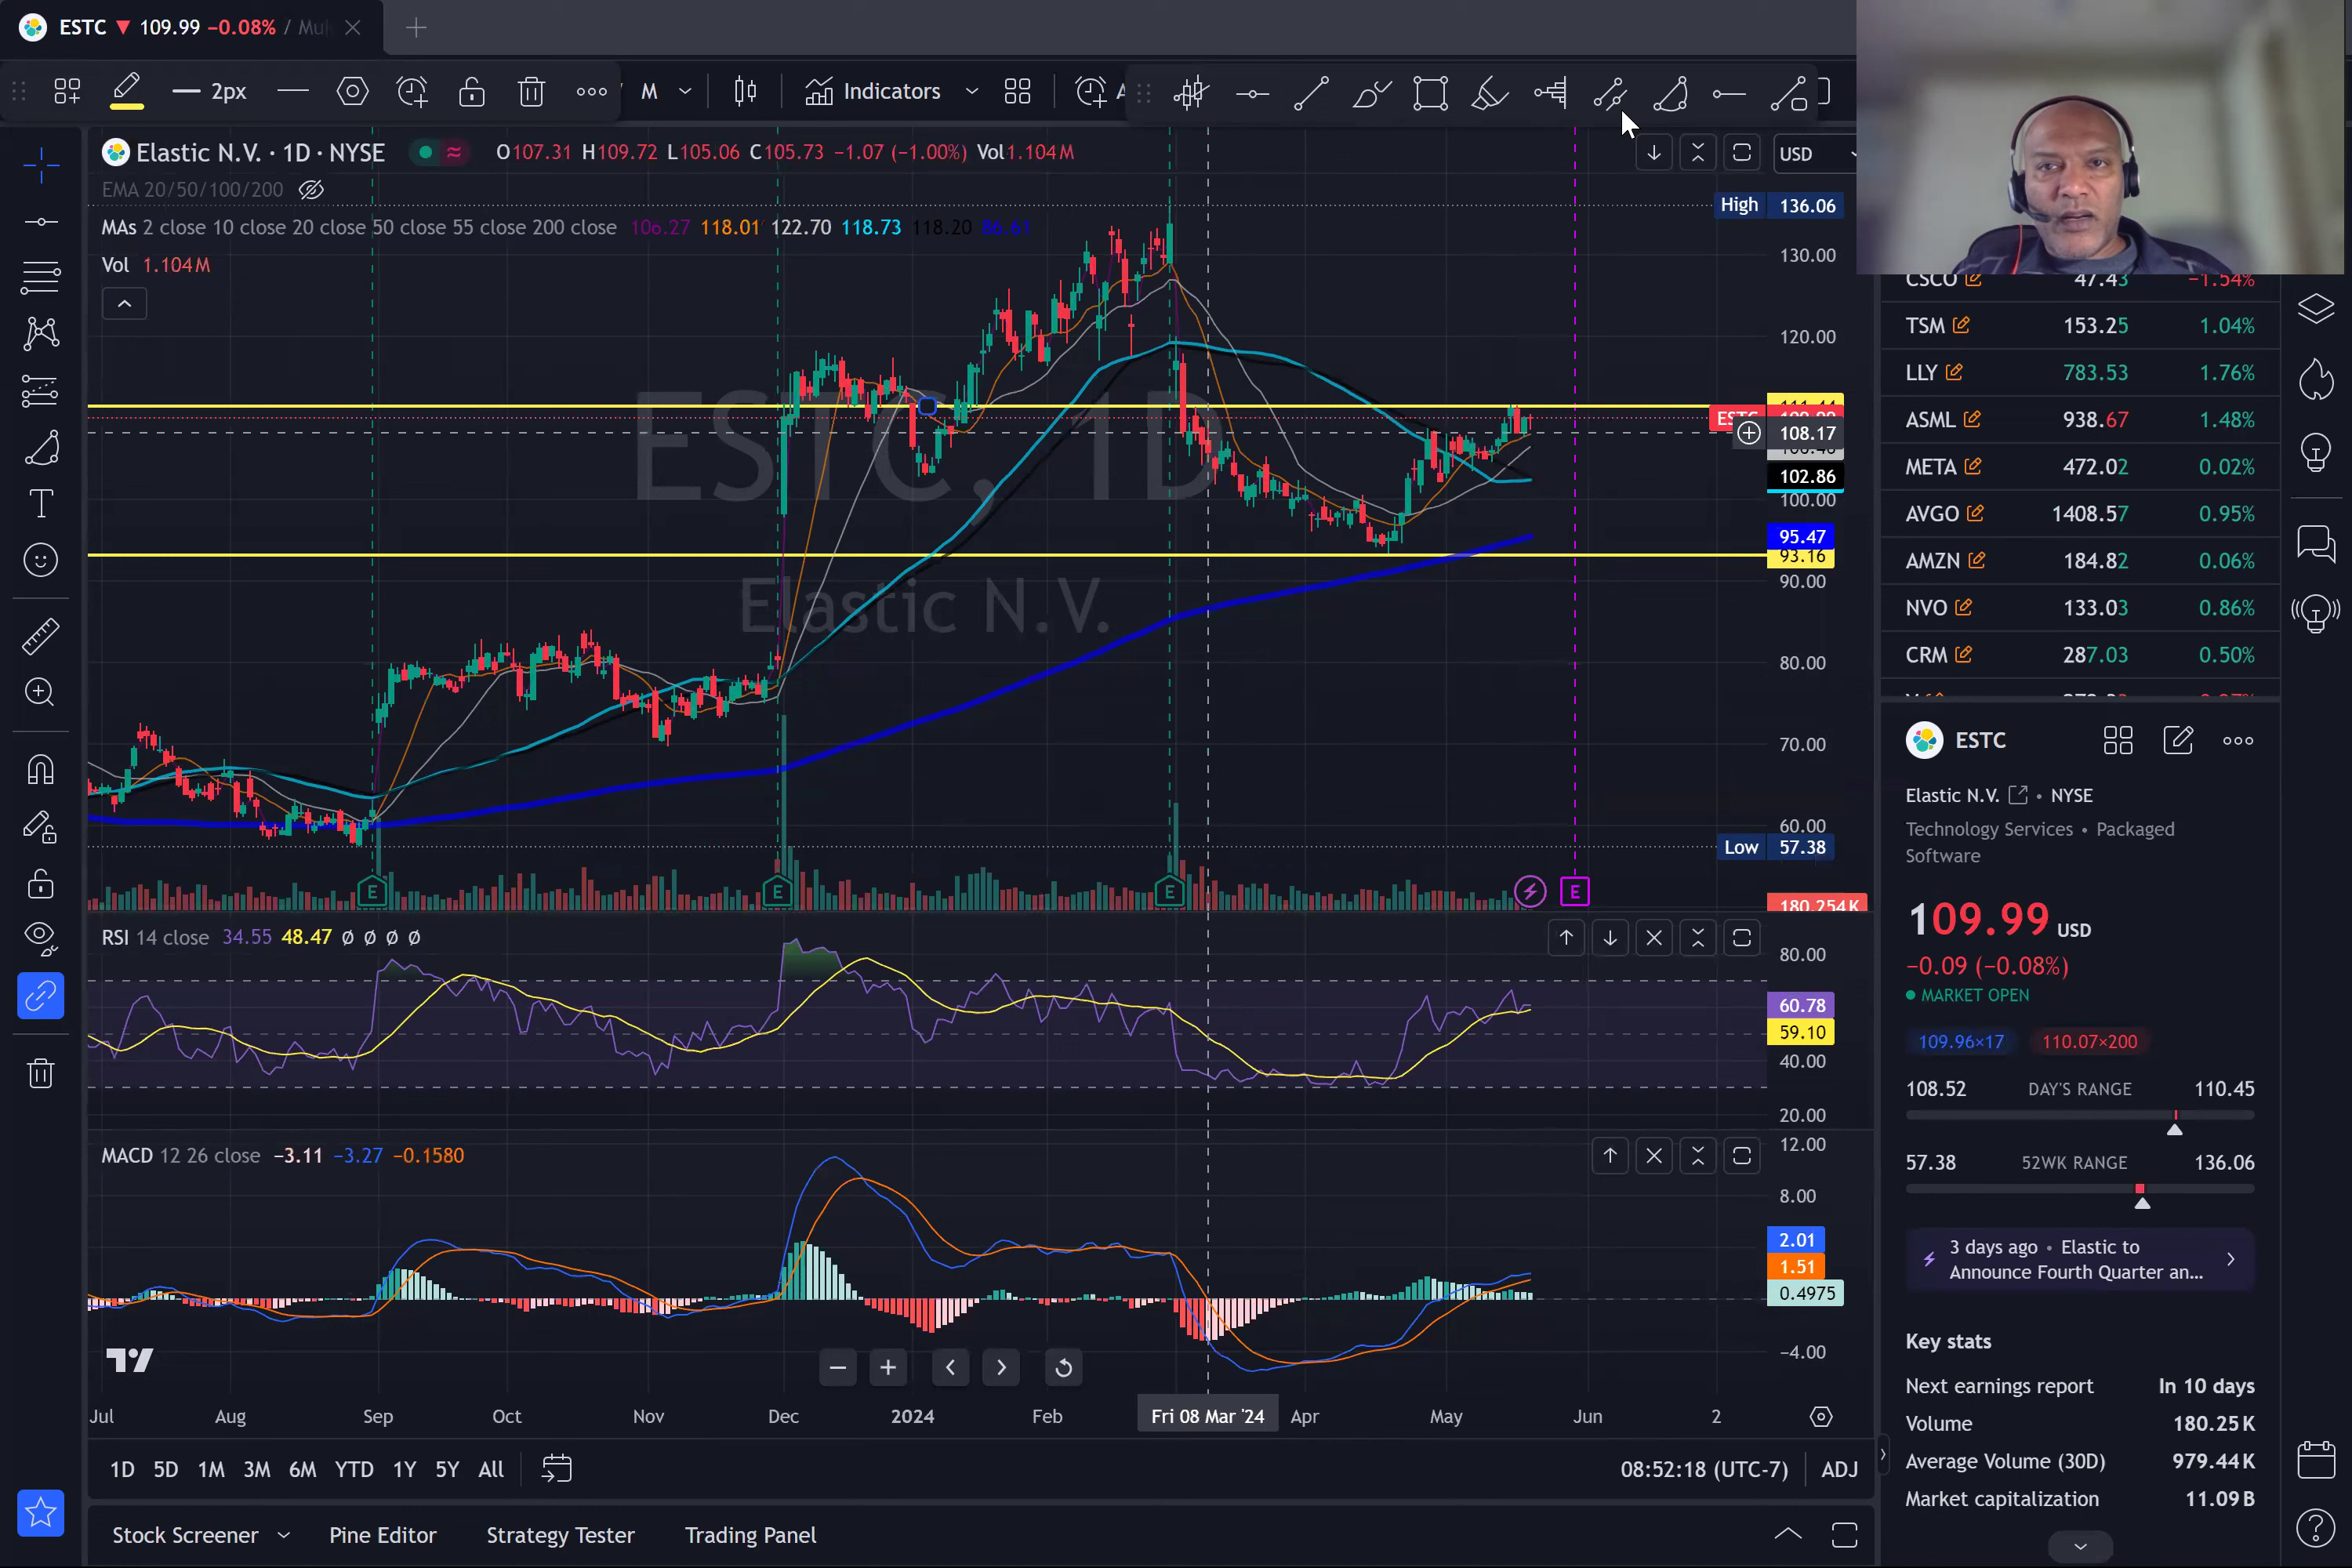 ESTC ▼ 109.99 −0.08% /
2px
M
Indicators
Elastic N.V. · 1D · NYSE
O107.31 H109.72 L105.06 C105.73 −1.07 (−1.00%) Vol1.104M
USD
EMA 20/50/100/200
MAs 2 close 10 close 20 close 50 close 55 close 200 close 106.27 118.01 122.70 118.73 118.20 86.61
Vol 1.104M
High 136.06
130.00
120.00
ESTC
108.17
102.86
100.00
95.47
93.16
90.00
80.00
70.00
60.00
Low 57.38
180.254K
ESTC, 1D
Elastic N.V.
E
E
E
E
RSI 14 close 34.55 48.47 Ø Ø Ø Ø
80.00
60.78
59.10
40.00
20.00
MACD 12 26 close −3.11 −3.27 −0.1580
12.00
8.00
2.01
1.51
0.4975
−4.00
Jul Aug Sep Oct Nov Dec 2024 Feb Fri 08 Mar '24 Apr May Jun 2
1D 5D 1M 3M 6M YTD 1Y 5Y All
08:52:18 (UTC-7) ADJ
Stock Screener Pine Editor Strategy Tester Trading Panel
CSCO 47.43 −1.54%
TSM 153.25 1.04%
LLY 783.53 1.76%
ASML 938.67 1.48%
META 472.02 0.02%
AVGO 1408.57 0.95%
AMZN 184.82 0.06%
NVO 133.03 0.86%
CRM 287.03 0.50%
ESTC
Elastic N.V. • NYSE
Technology Services • Packaged
Software
109.99 USD
−0.09 (−0.08%)
MARKET OPEN
109.96×17 110.07×200
108.52 DAY'S RANGE 110.45
57.38 52WK RANGE 136.06
3 days ago • Elastic to
Announce Fourth Quarter an...
Key stats
Next earnings report In 10 days
Volume 180.25K
Average Volume (30D) 979.44K
Market capitalization 11.09B